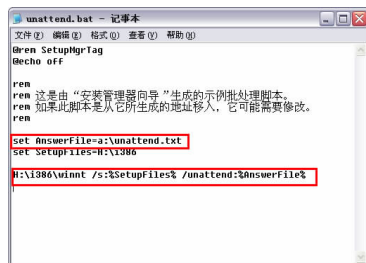 unattend.bat - 记事本
文件(F) 编辑(E) 格式(O) 查看(V) 帮助(H)
@rem SetupMgrTag
@echo off
rem
rem 这是由“安装管理器向导”生成的示例批处理脚本。
rem 如果此脚本是从它所生成的地址移入，它可能需要修改。
rem
set AnswerFile=a:\unattend.txt
set SetupFiles=H:\i386
H:\i386\winnt /s:%SetupFiles% /unattend:%AnswerFile%